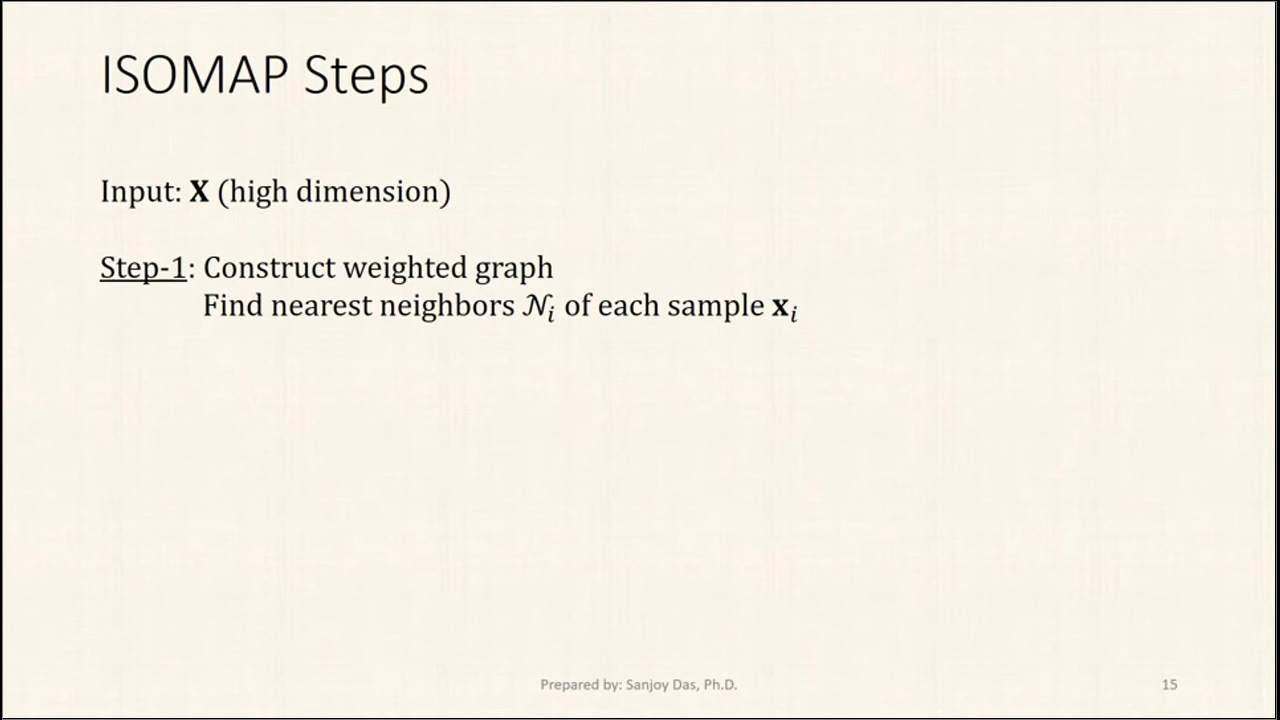 ISOMAP Steps
Input: X (high dimension)
Step-1: Construct weighted graph
Find nearest neighbors 𝒩ᵢ of each sample xᵢ
Prepared by: Sanjoy Das, Ph.D.
15